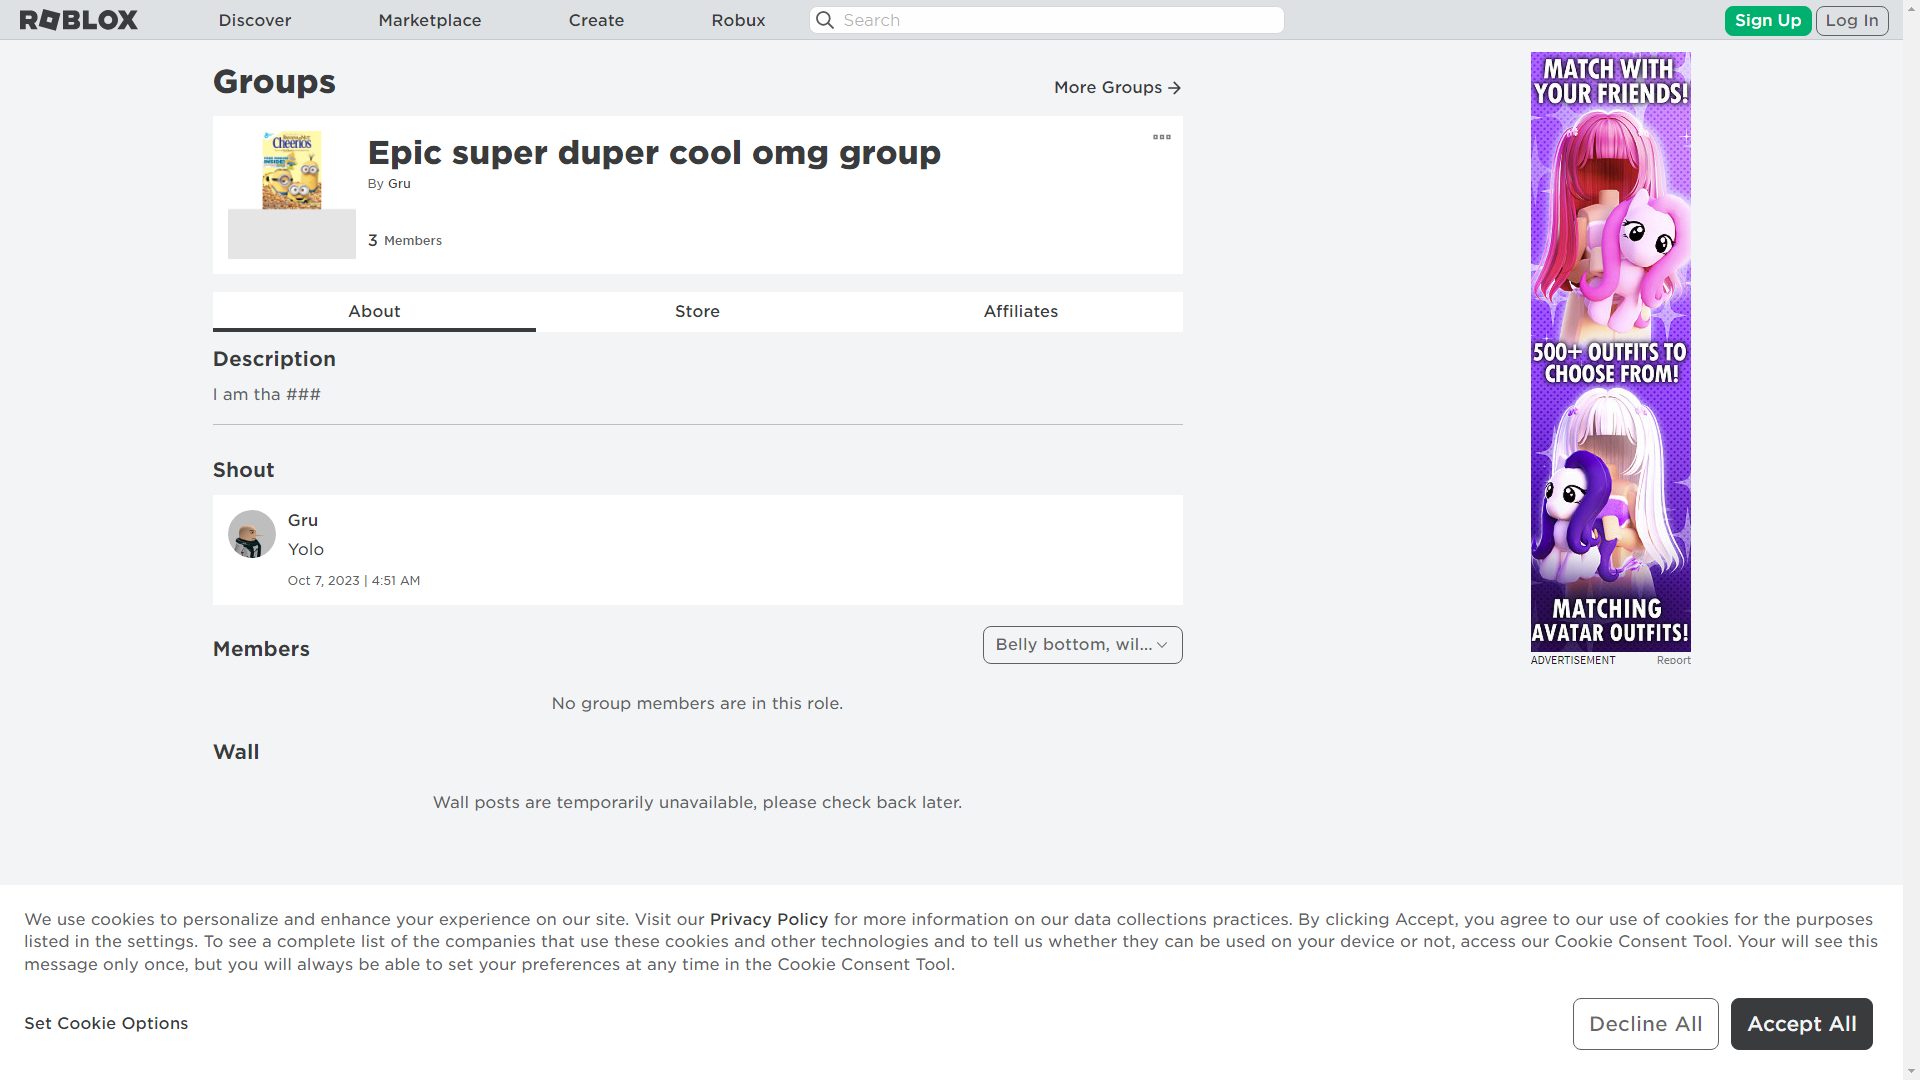 ROBLOX
Discover
Marketplace
Create
Robux
Search
Sign Up
Log In
Groups
More Groups
Cheerios
Epic super duper cool omg group
By Gru
3 Members
About
Store
Affiliates
Description
I am tha ###
Shout
Gru
Yolo
Oct 7, 2023 | 4:51 AM
Members
Belly bottom, wil...
No group members are in this role.
Wall
Wall posts are temporarily unavailable, please check back later.
MATCH WITH
YOUR FRIENDS!
500+ OUTFITS TO
CHOOSE FROM!
MATCHING
AVATAR OUTFITS!
ADVERTISEMENT
Report
We use cookies to personalize and enhance your experience on our site. Visit our Privacy Policy for more information on our data collections practices. By clicking Accept, you agree to our use of cookies for the purposes
listed in the settings. To see a complete list of the companies that use these cookies and other technologies and to tell us whether they can be used on your device or not, access our Cookie Consent Tool. Your will see this
message only once, but you will always be able to set your preferences at any time in the Cookie Consent Tool.
Set Cookie Options
Decline All
Accept All